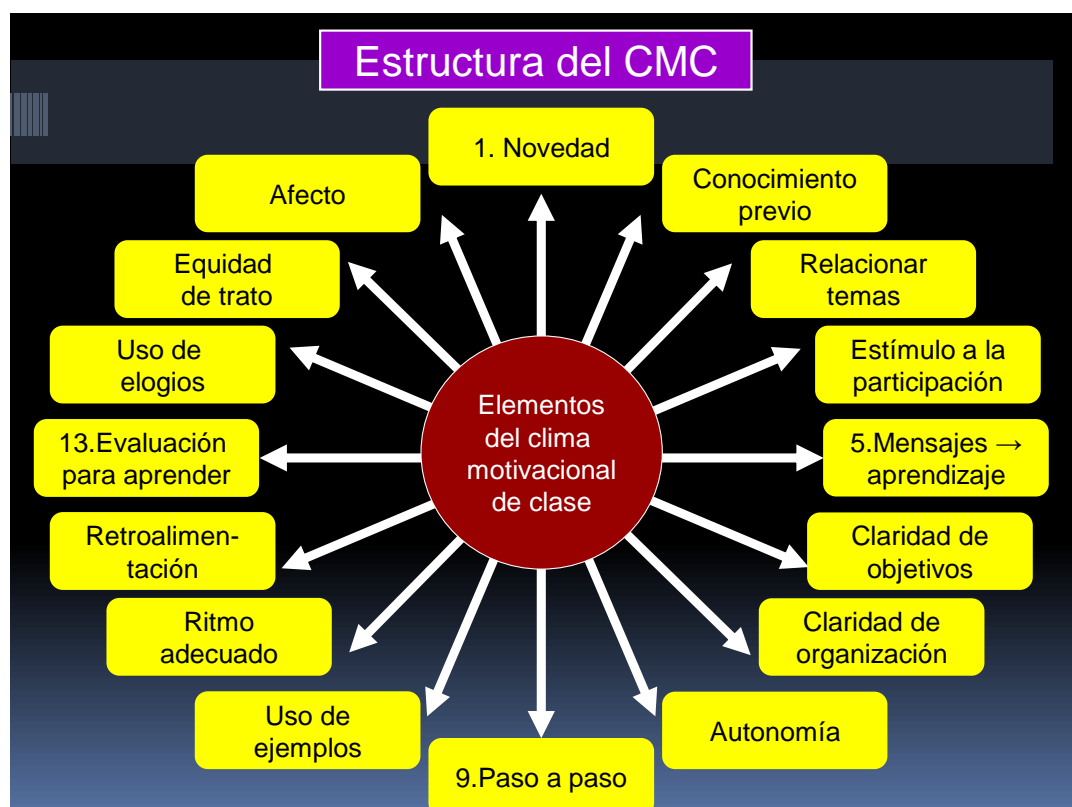 Estructura del CMC
1. Novedad
Conocimiento
previo
Relacionar
temas
Estímulo a la
participación
5.Mensajes →
aprendizaje
Claridad de
objetivos
Claridad de
organización
Autonomía
9.Paso a paso
Uso de
ejemplos
Ritmo
adecuado
Retroalimen-
tación
13.Evaluación
para aprender
Uso de
elogios
Equidad
de trato
Afecto
Elementos
del clima
motivacional
de clase